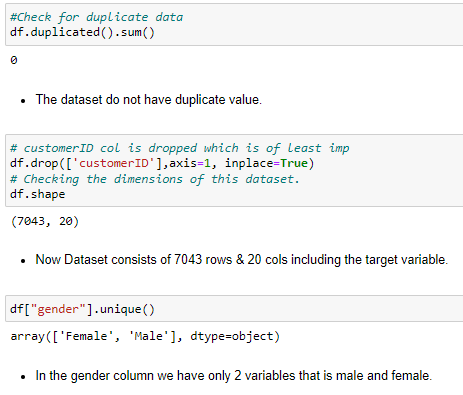 #Check for duplicate data
df.duplicated().sum()
0
• The dataset do not have duplicate value.
# customerID col is dropped which is of least imp
df.drop(['customerID'],axis=1, inplace=True)
# Checking the dimensions of this dataset.
df.shape
(7043, 20)
• Now Dataset consists of 7043 rows & 20 cols including the target variable.
df["gender"].unique()
array(['Female', 'Male'], dtype=object)
• In the gender column we have only 2 variables that is male and female.